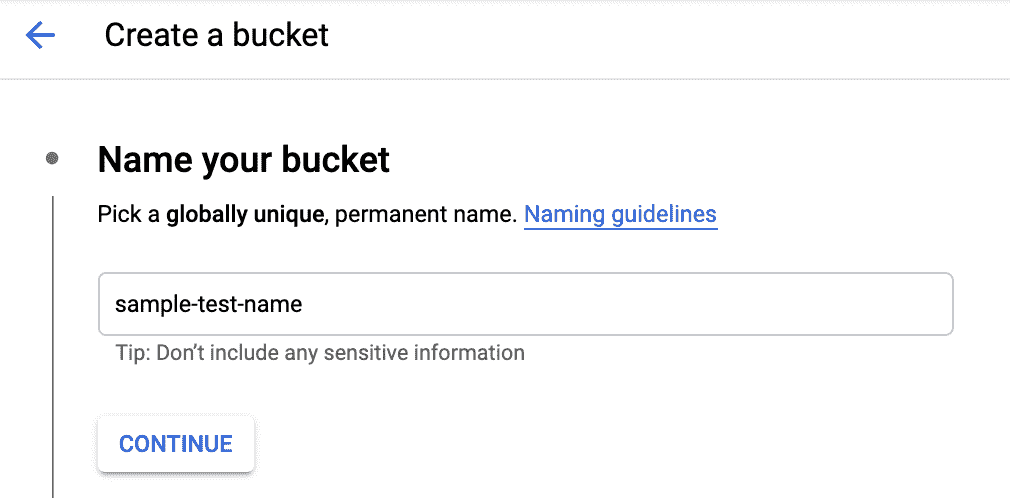 Create a bucket
Name your bucket
Pick a globally unique, permanent name. Naming guidelines
sample-test-name
Tip: Don’t include any sensitive information
CONTINUE